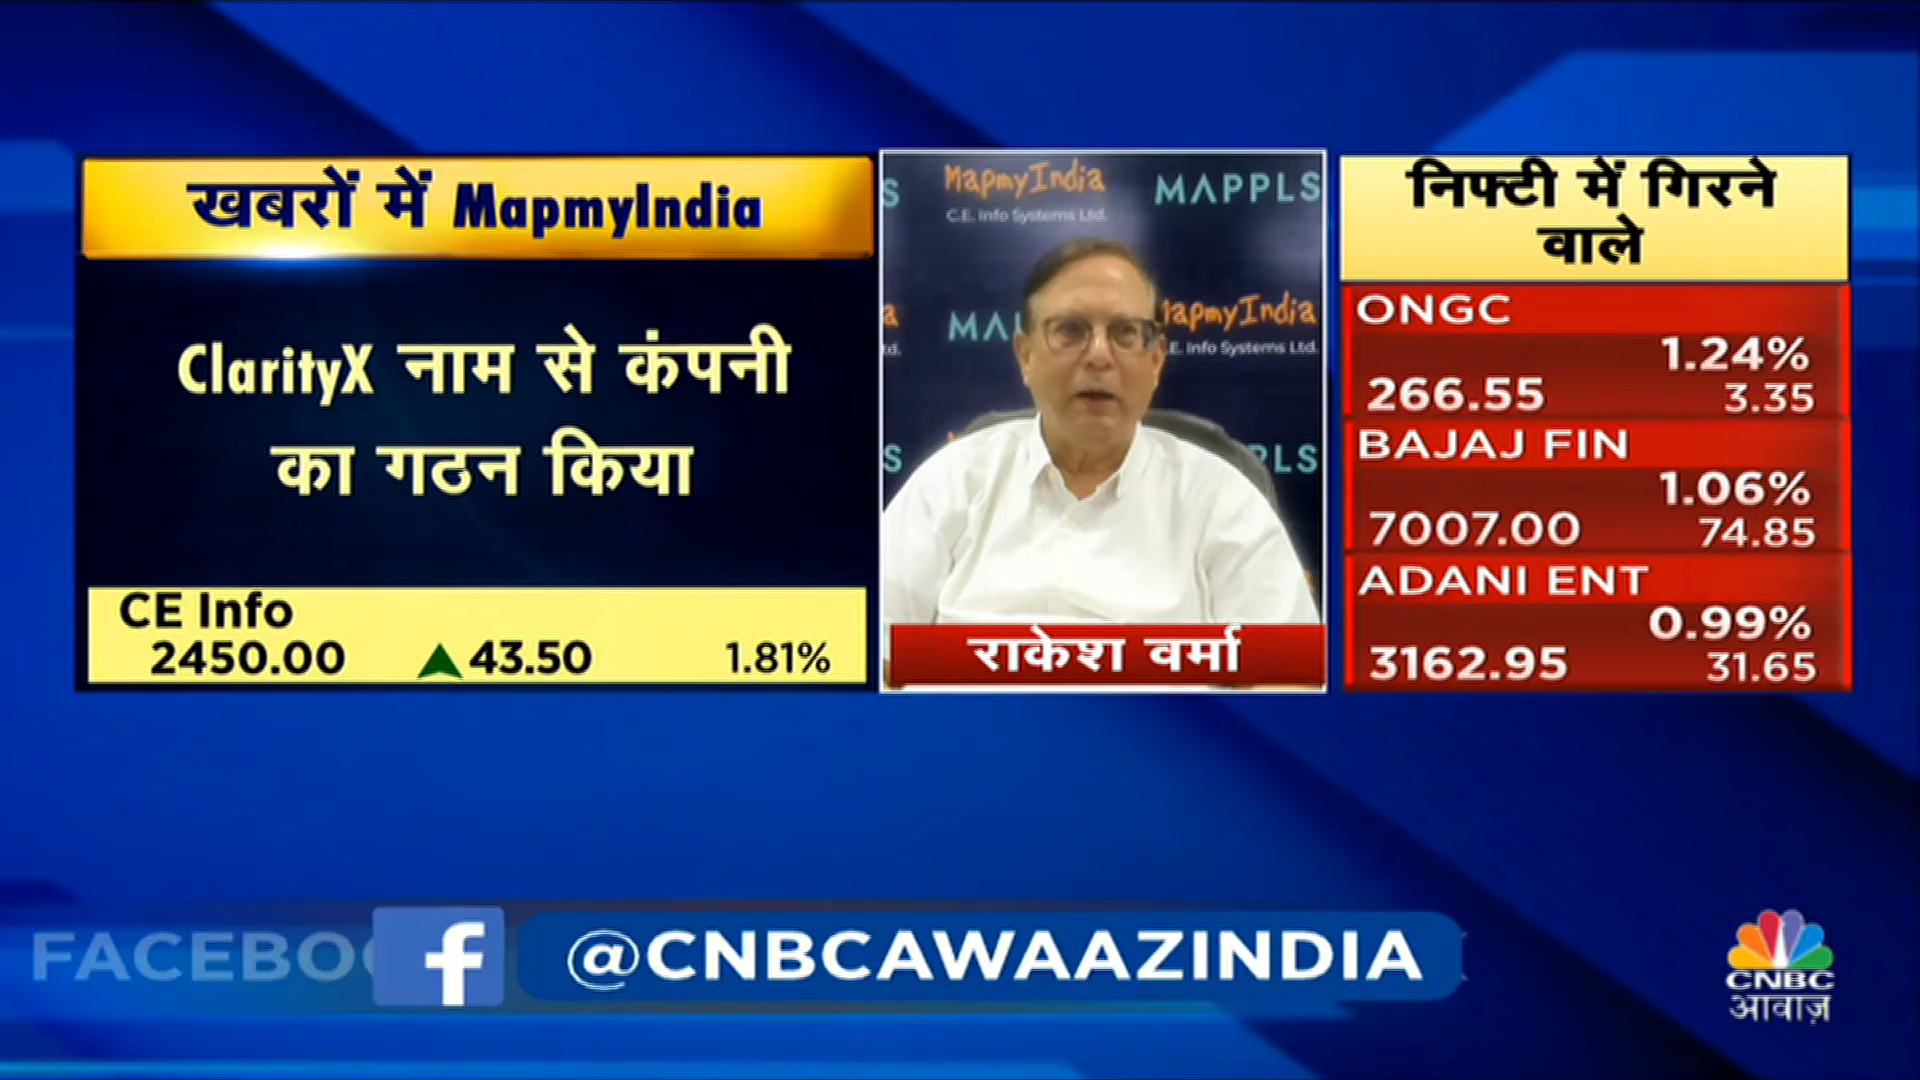 खबरों में MapmyIndia
ClarityX नाम से कंपनी
का गठन किया
CE Info
2450.00 ▲43.50 1.81%
MapmyIndia
C.E. Info Systems Ltd.
MAPPLS
MapmyIndia
E. Info Systems Ltd.
राकेश वर्मा
निफ्टी में गिरने
वाले
ONGC
1.24%
266.55 3.35
BAJAJ FIN
1.06%
7007.00 74.85
ADANI ENT
0.99%
3162.95 31.65
FACEBO
f @CNBCAWAAZINDIA
CNBC
आवाज़